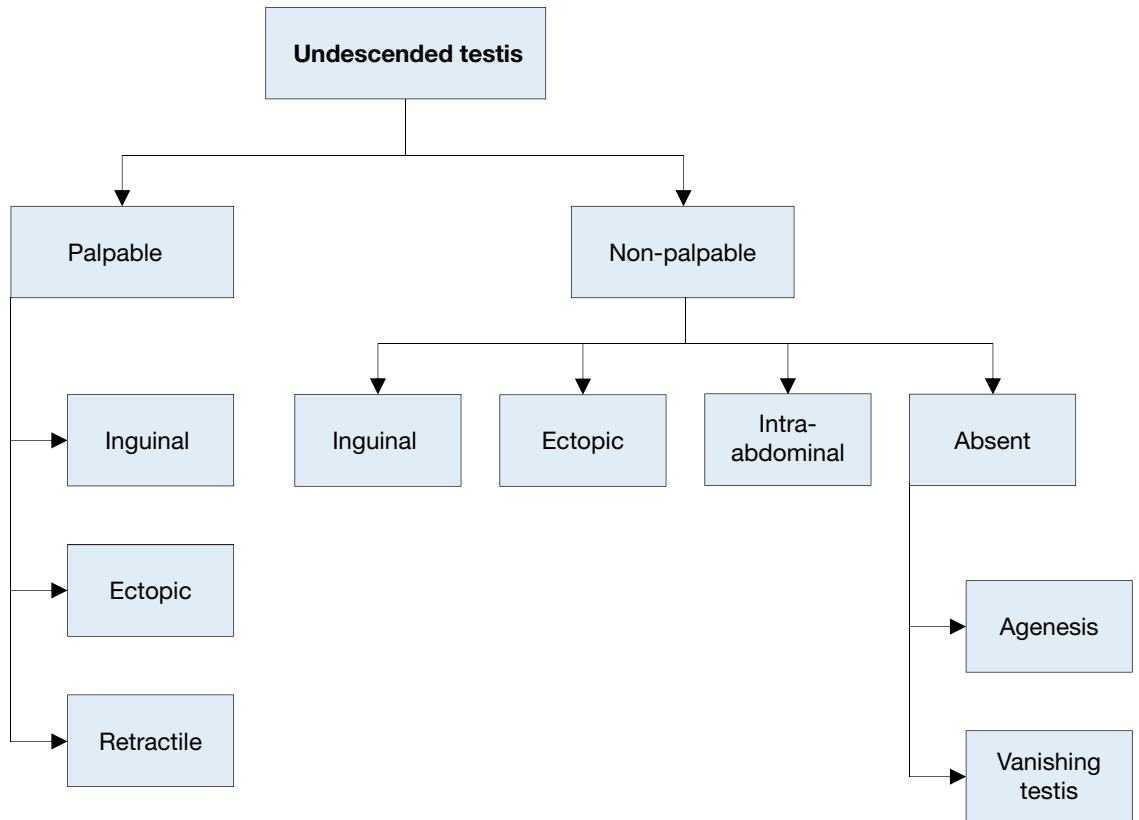 Undescended testis
Palpable
Non-palpable
Inguinal
Ectopic
Retractile
Inguinal
Ectopic
Intra-
abdominal
Absent
Agenesis
Vanishing
testis